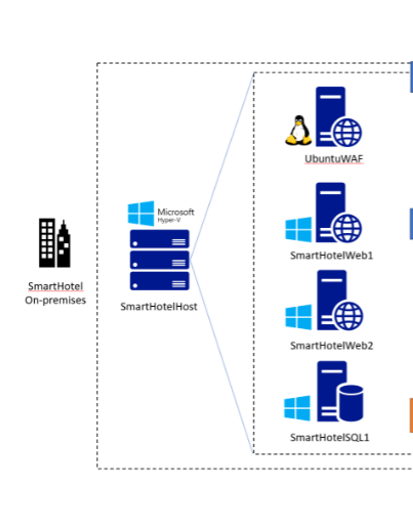 UbuntuWAF
Microsoft
Hyper-V
SmartHotelWeb1
SmartHotel
On-premises
SmartHotelHost
SmartHotelWeb2
SmartHotelSQL1